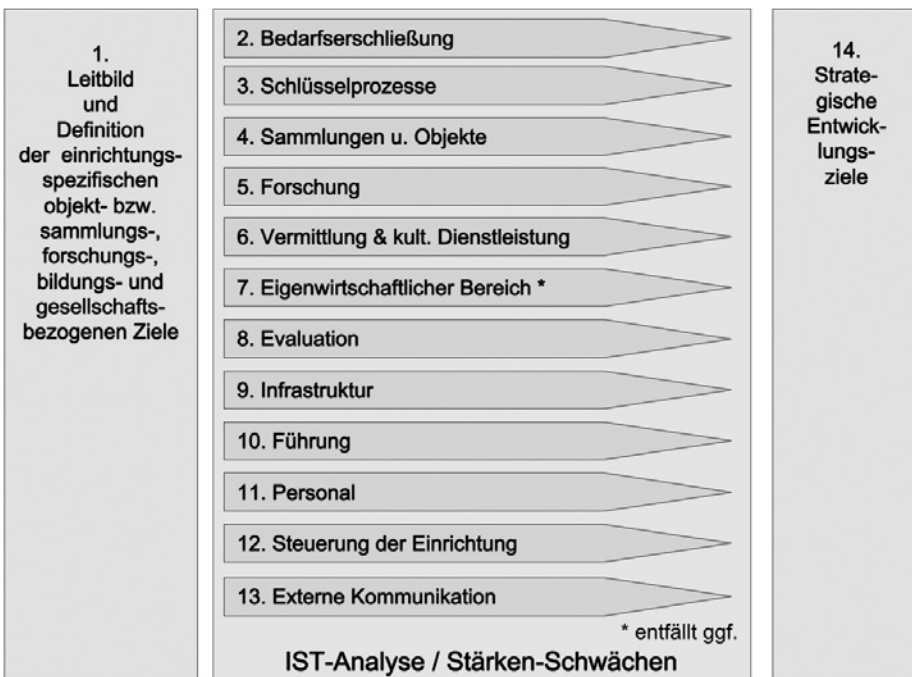 1.
Leitbild
und
Definition
der einrichtungs-
spezifischen
objekt- bzw.
sammlungs-,
forschungs-,
bildungs- und
gesellschafts-
bezogenen Ziele
2. Bedarfserschließung
3. Schlüsselprozesse
4. Sammlungen u. Objekte
5. Forschung
6. Vermittlung & kult. Dienstleistung
7. Eigenwirtschaftlicher Bereich *
8. Evaluation
9. Infrastruktur
10. Führung
11. Personal
12. Steuerung der Einrichtung
13. Externe Kommunikation
* entfällt ggf.
IST-Analyse / Stärken-Schwächen
14.
Strate-
gische
Entwick-
lungs-
ziele